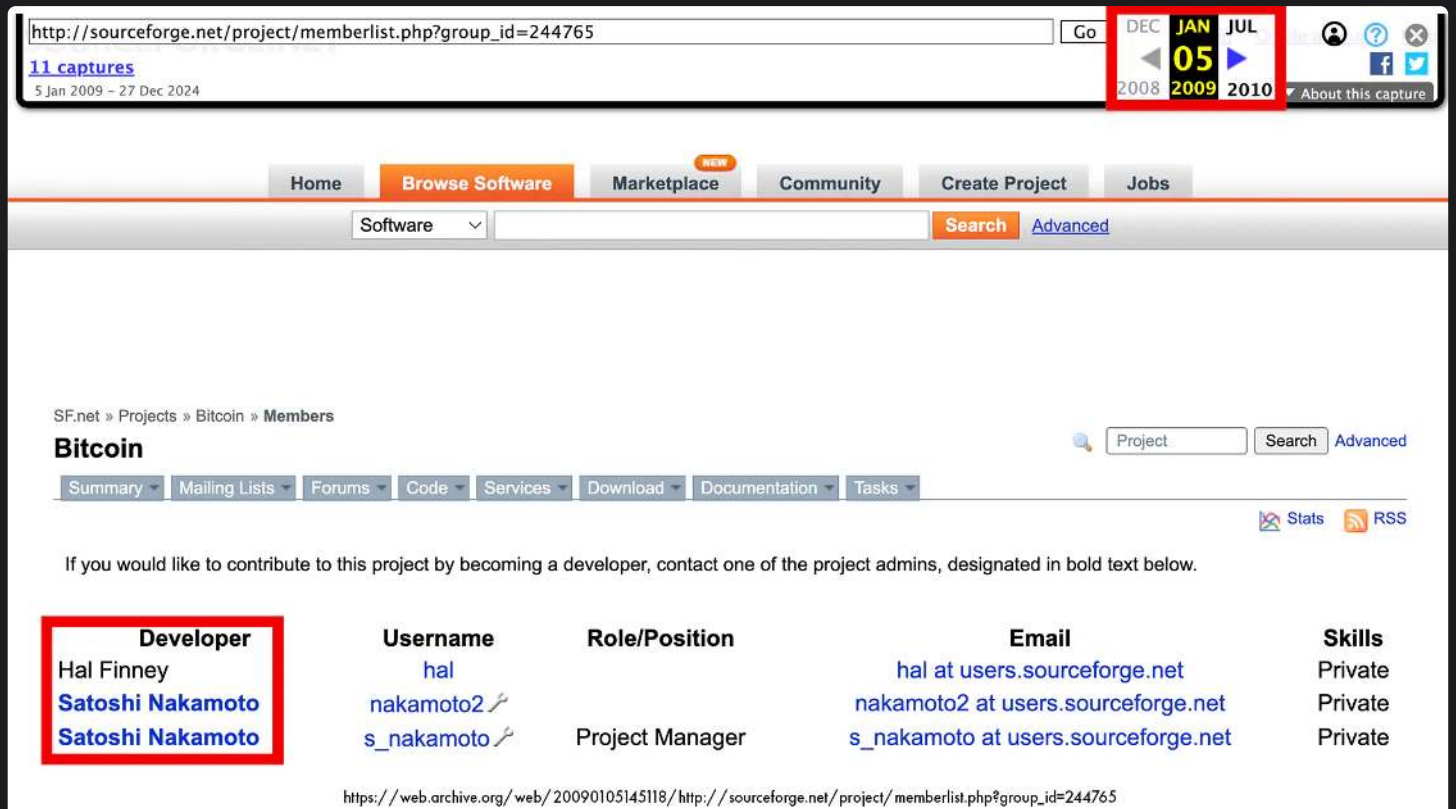 http://sourceforge.net/project/memberlist.php?group_id=244765 Go DEC JAN JUL
11 captures 05
5 Jan 2009 – 27 Dec 2024 2008 2009 2010 ▼ About this capture
Home Browse Software Marketplace NEW Community Create Project Jobs
Software Search Advanced
SF.net » Projects » Bitcoin » Members
Bitcoin Project Search Advanced
Summary Mailing Lists Forums Code Services Download Documentation Tasks
Stats RSS
If you would like to contribute to this project by becoming a developer, contact one of the project admins, designated in bold text below.
Developer Username Role/Position Email Skills
Hal Finney hal hal at users.sourceforge.net Private
Satoshi Nakamoto nakamoto2 nakamoto2 at users.sourceforge.net Private
Satoshi Nakamoto s_nakamoto Project Manager s_nakamoto at users.sourceforge.net Private
https://web.archive.org/web/20090105145118/http://sourceforge.net/project/memberlist.php?group_id=244765